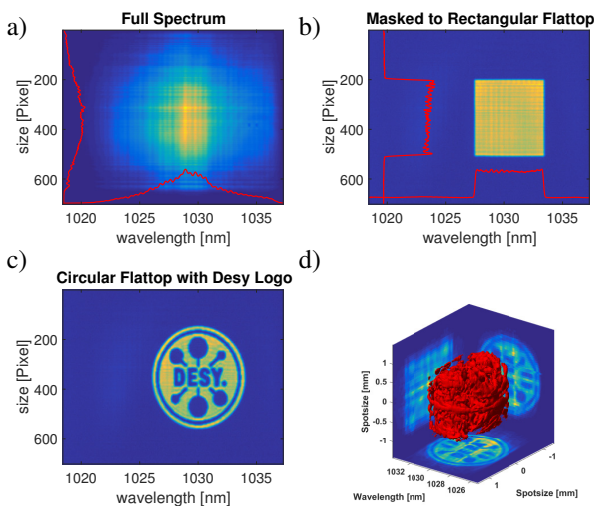 a)
Full Spectrum
size [Pixel]
200
400
600
1020
1025
1030
1035
wavelength [nm]
b)
Masked to Rectangular Flattop
size [Pixel]
200
400
600
1020
1025
1030
1035
wavelength [nm]
c)
Circular Flattop with Desy Logo
size [Pixel]
200
400
600
DESY.
1020
1025
1030
1035
wavelength [nm]
d)
Spotsize [mm]
1
0.5
0
-0.5
-1
1032
1030
1028
1026
Wavelength [nm]
1
0
-1
Spotsize [mm]